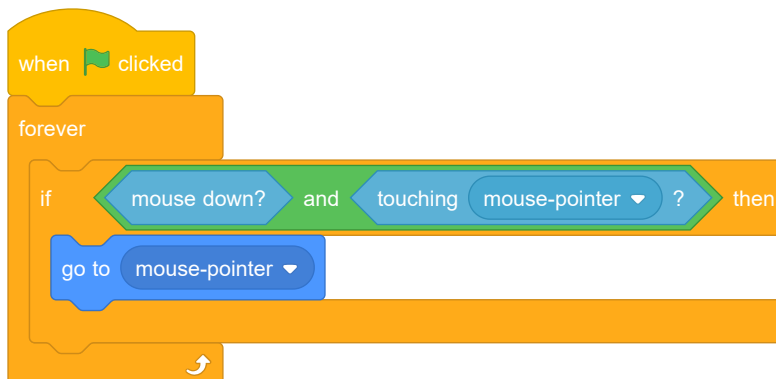 when clicked
forever
if mouse down? and touching mouse-pointer ? then
go to mouse-pointer